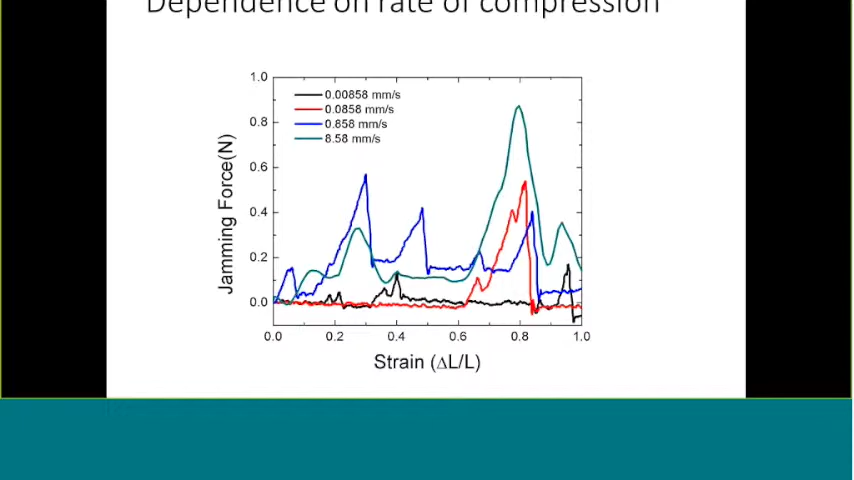 Dependence on rate of compression
1.0
0.8
0.6
0.4
0.2
0.0
Jamming Force(N)
0.00858 mm/s
0.0858 mm/s
0.858 mm/s
8.58 mm/s
0.0 0.2 0.4 0.6 0.8 1.0
Strain (ΔL/L)